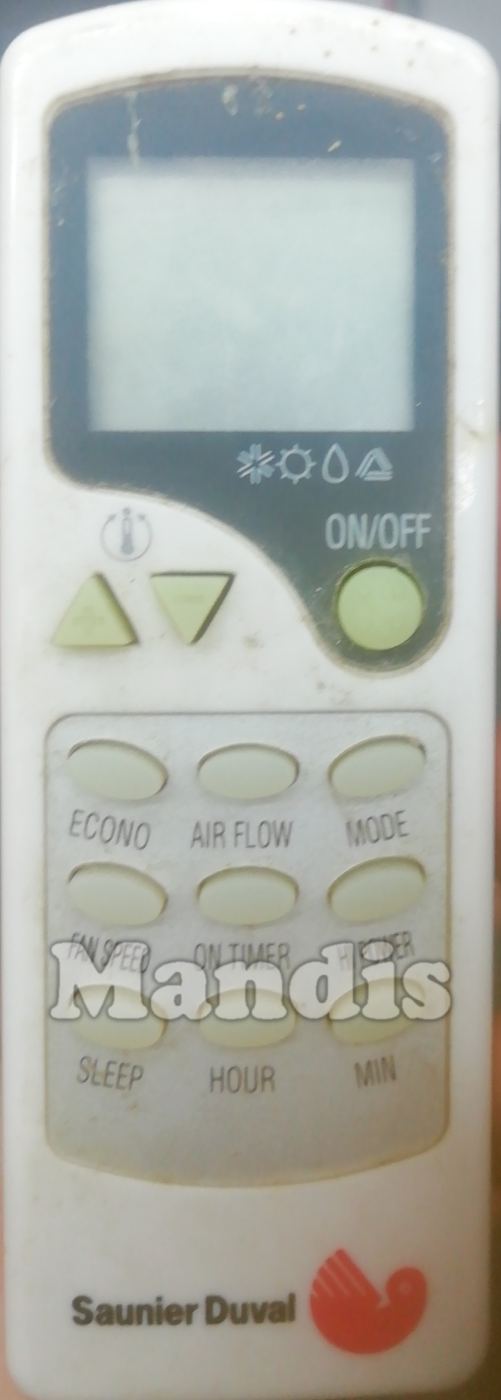 ON/OFF
+ −
ECONO AIR FLOW MODE
FAN SPEED ON TIMER
Mandis
SLEEP HOUR MIN
Saunier Duval